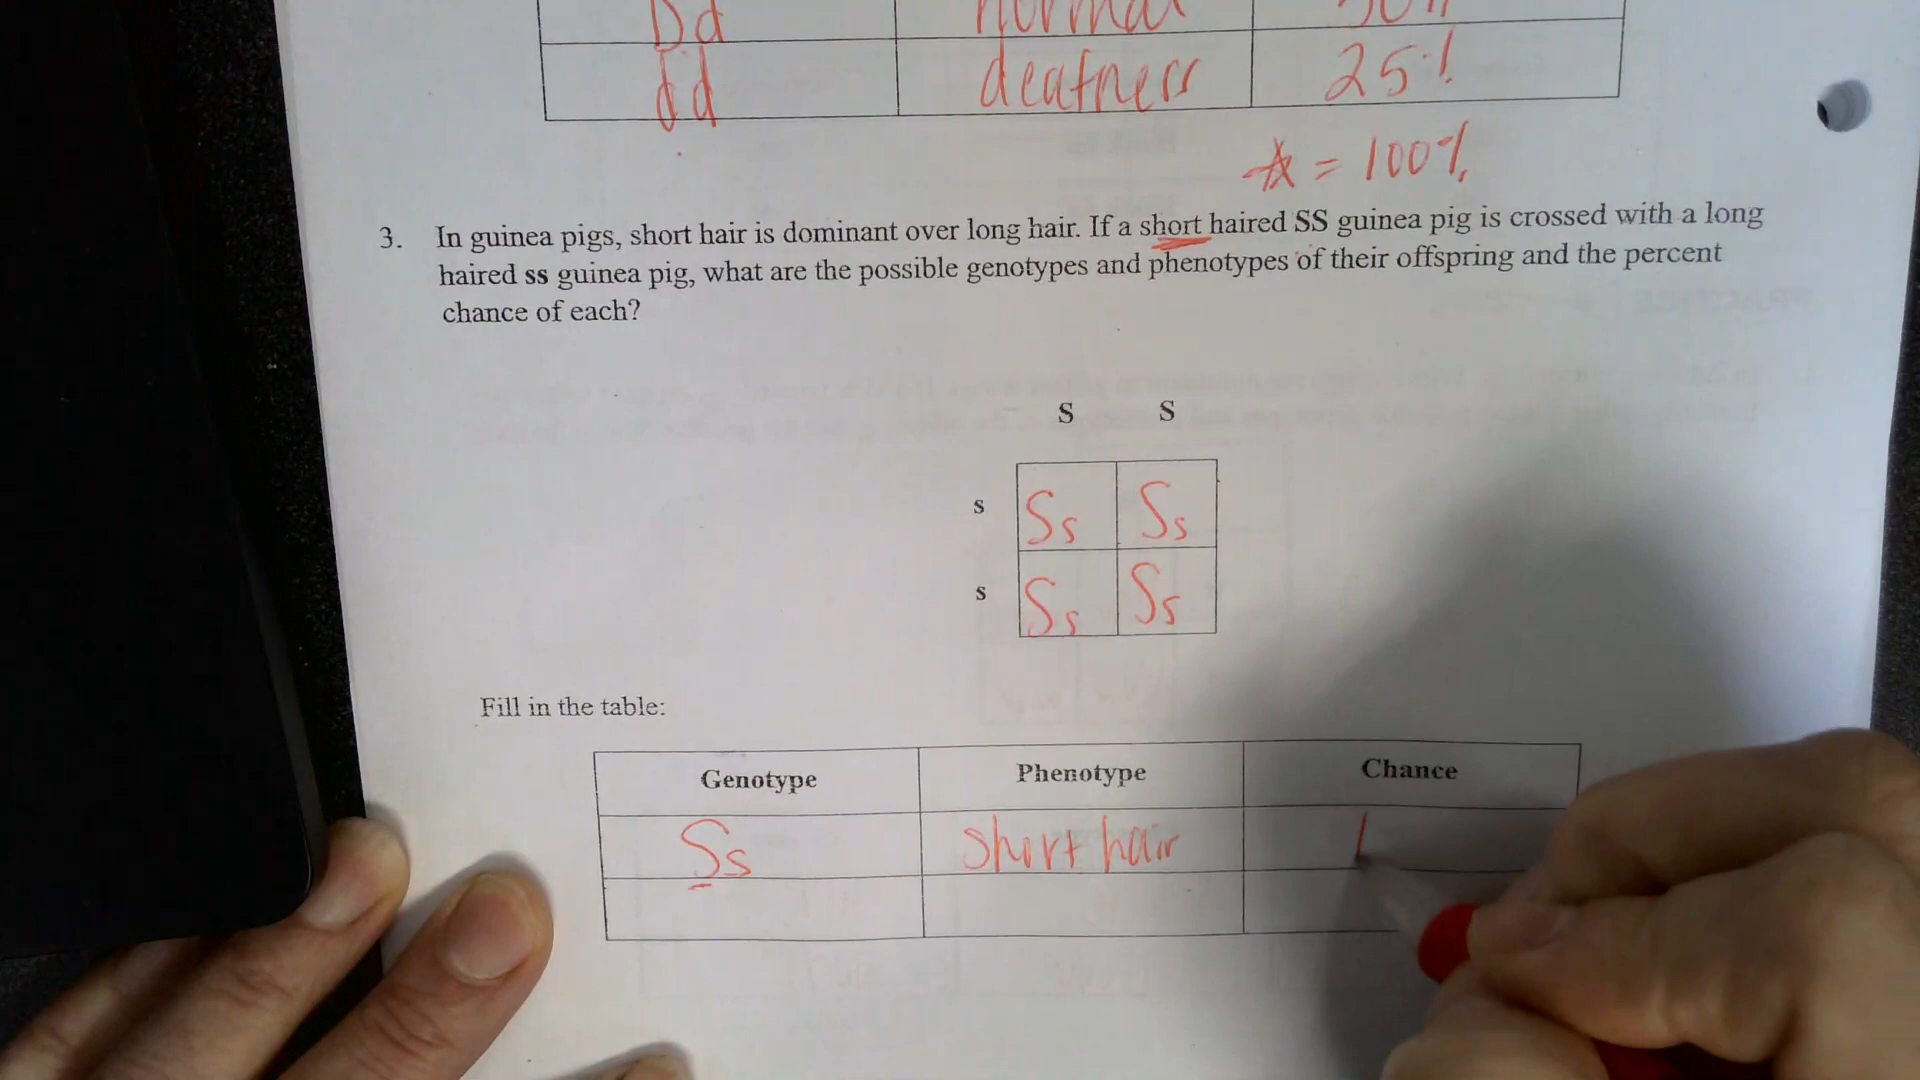 Dd normal
dd deafness 25%
☆ = 100%
3. In guinea pigs, short hair is dominant over long hair. If a short haired SS guinea pig is crossed with a long
haired ss guinea pig, what are the possible genotypes and phenotypes of their offspring and the percent
chance of each?
S S
s Ss Ss
s Ss Ss
Fill in the table:
Genotype Phenotype Chance
Ss short hair 1